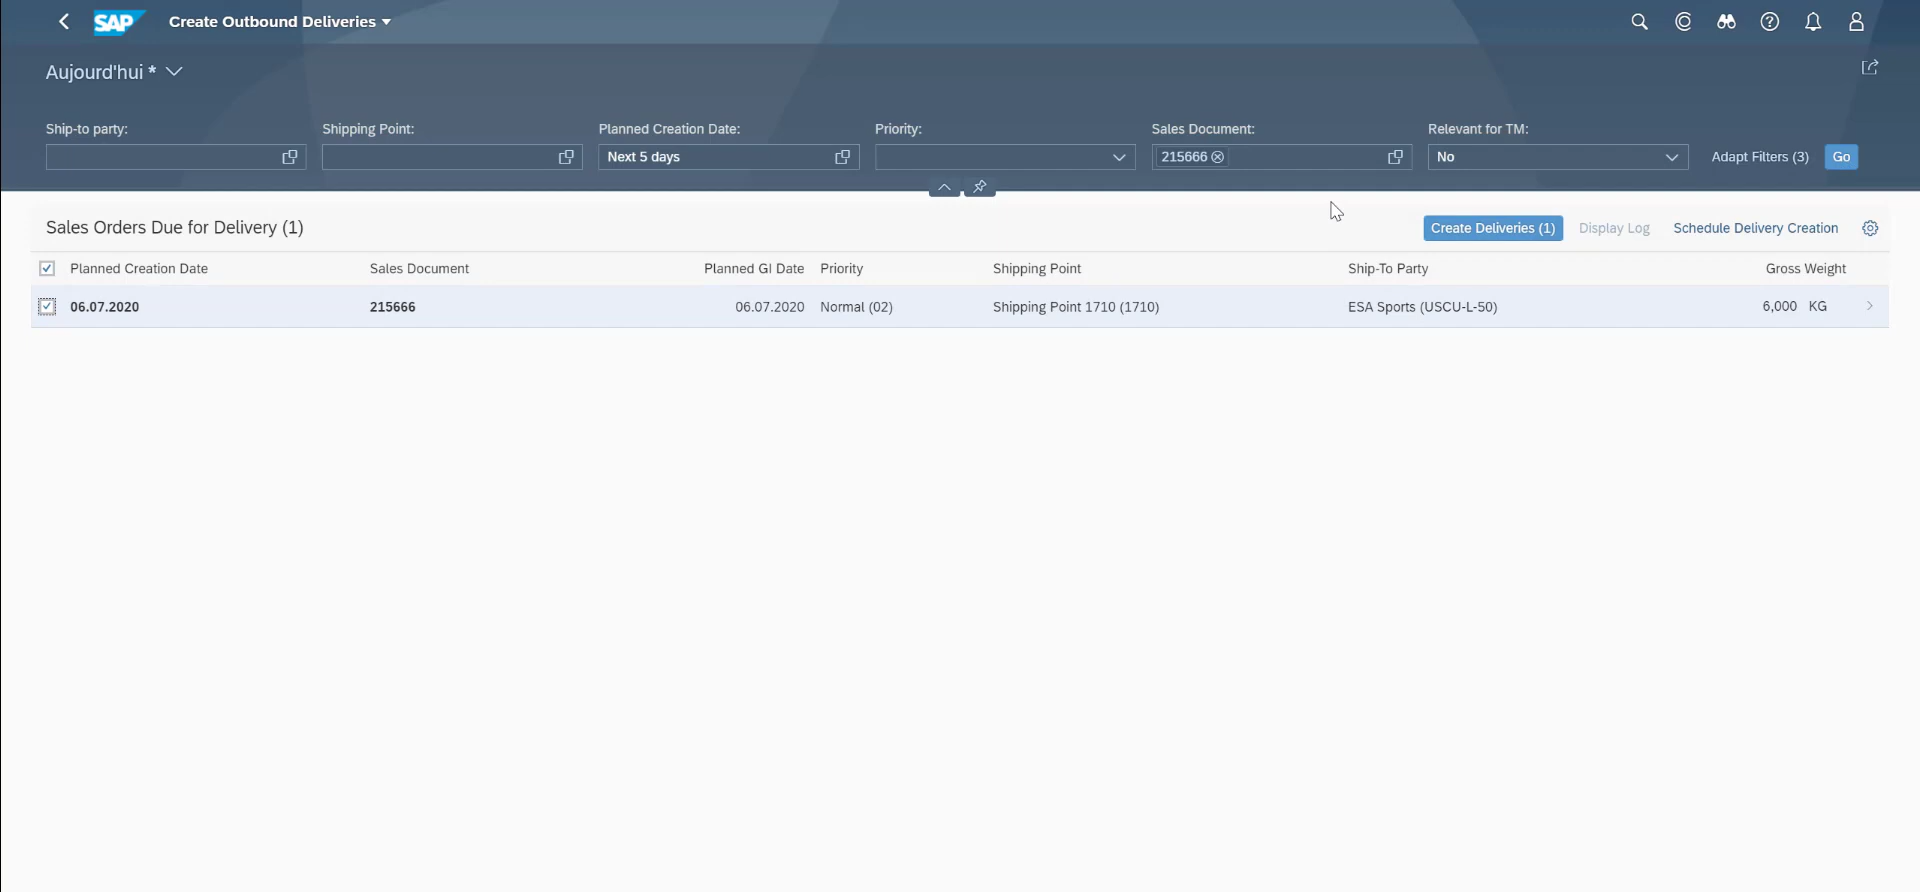 SAP Create Outbound Deliveries
Aujourd'hui *
Ship-to party: Shipping Point: Planned Creation Date: Priority: Sales Document: Relevant for TM:
Next 5 days 215666 No Adapt Filters (3) Go
Sales Orders Due for Delivery (1) Create Deliveries (1) Display Log Schedule Delivery Creation
Planned Creation Date Sales Document Planned GI Date Priority Shipping Point Ship-To Party Gross Weight
06.07.2020 215666 06.07.2020 Normal (02) Shipping Point 1710 (1710) ESA Sports (USCU-L-50) 6,000 KG